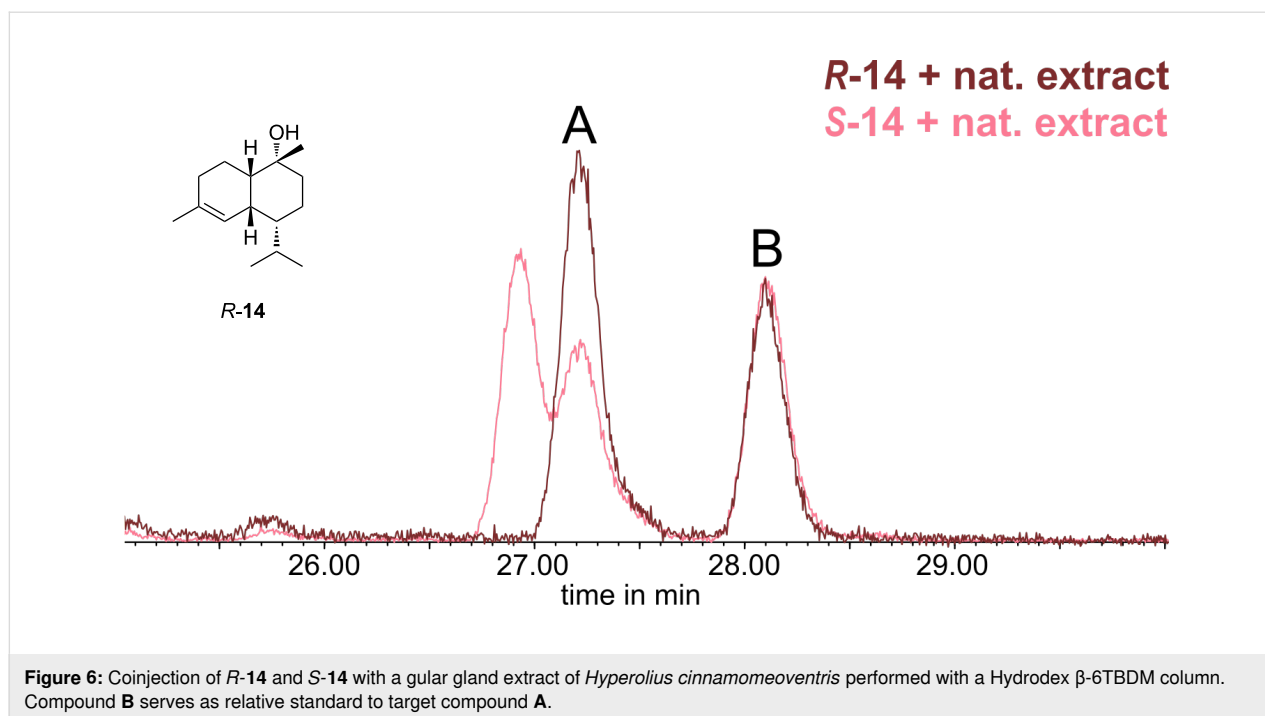 R-14 + nat. extract
S-14 + nat. extract
A
B
OH
H
H
R-14
26.00 27.00 28.00 29.00
time in min
Figure 6: Coinjection of R-14 and S-14 with a gular gland extract of Hyperolius cinnamomeoventris performed with a Hydrodex β-6TBDM column.
Compound B serves as relative standard to target compound A.